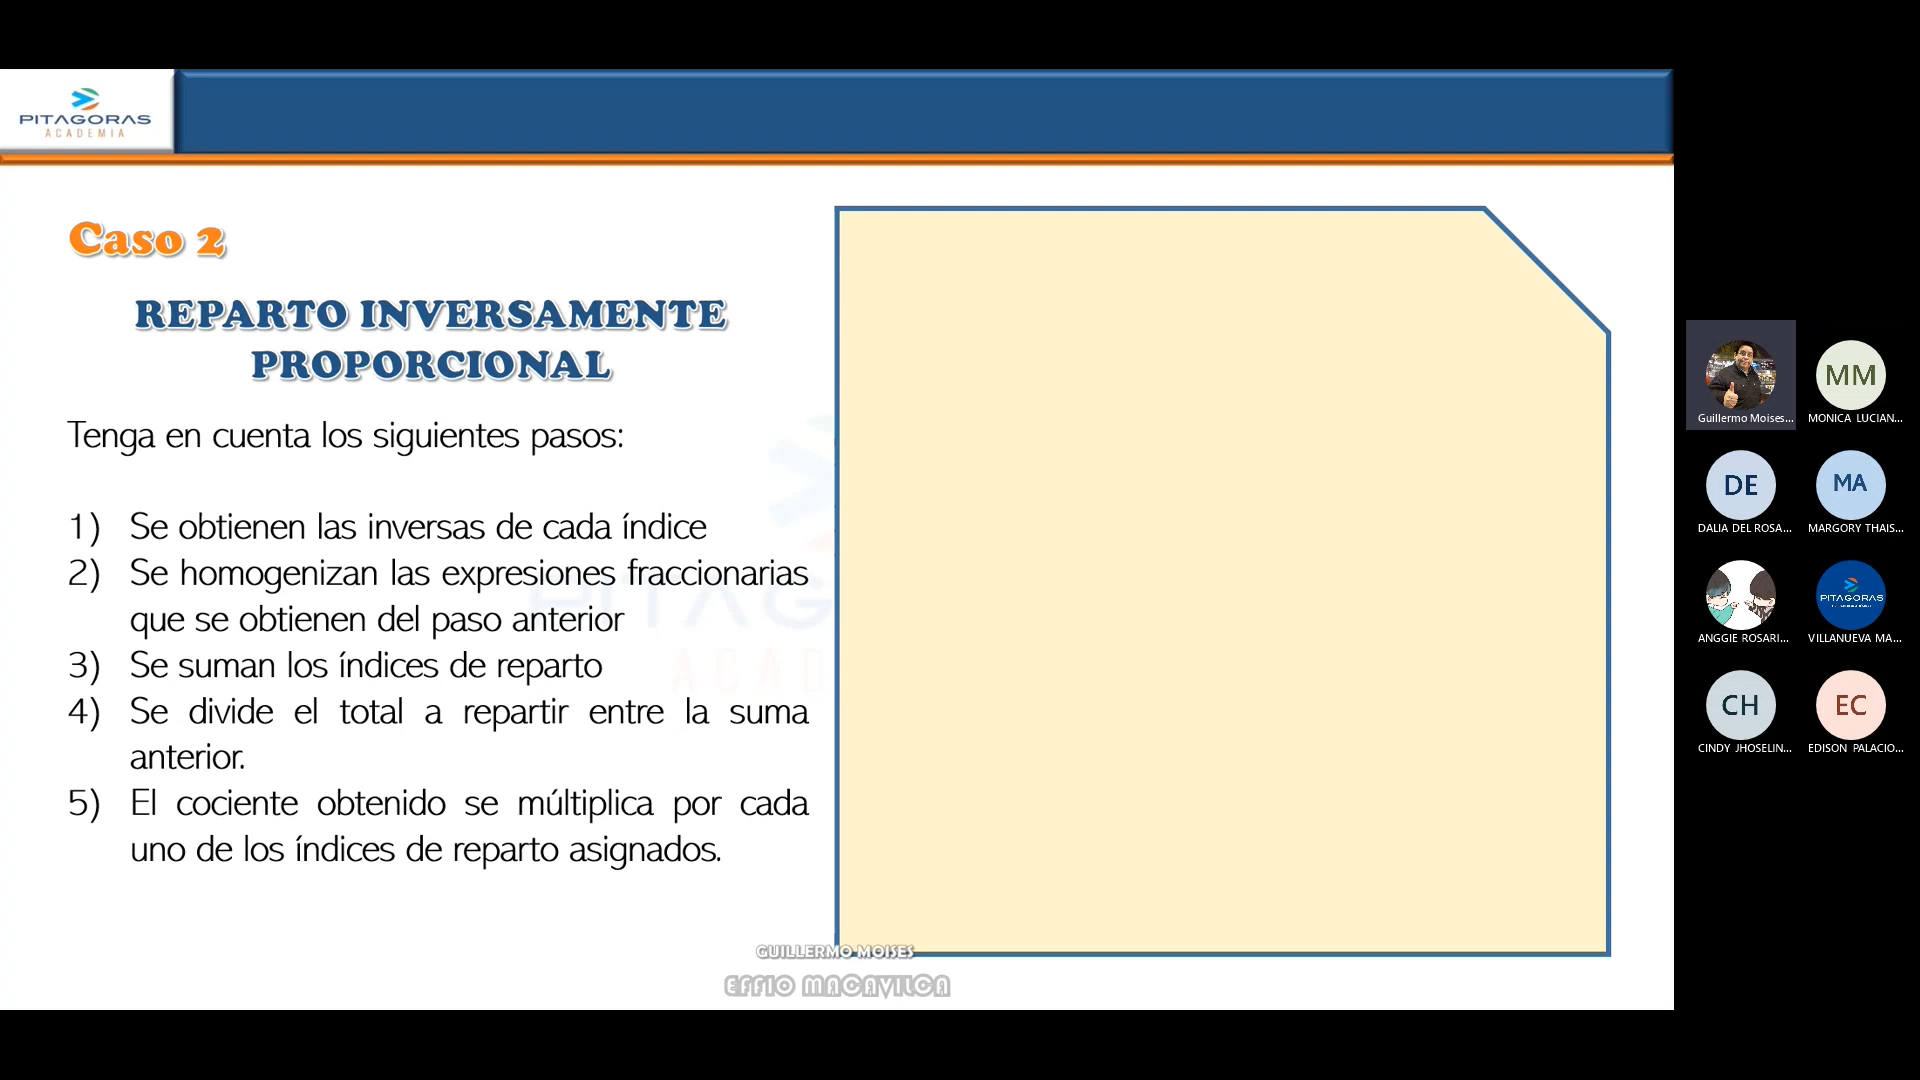 PITAGORAS
ACADEMIA
Caso 2
REPARTO INVERSAMENTE
PROPORCIONAL
Tenga en cuenta los siguientes pasos:
1) Se obtienen las inversas de cada índice
2) Se homogenizan las expresiones fraccionarias
que se obtienen del paso anterior
3) Se suman los índices de reparto
4) Se divide el total a repartir entre la suma
anterior.
5) El cociente obtenido se múltiplica por cada
uno de los índices de reparto asignados.
PITAG
ACAD
GUILLERMO MOISES
EFFIO MACAVILCA
Guillermo Moises...
MM
MONICA LUCIAN...
DE
DALIA DEL ROSA...
MA
MARGORY THAIS...
ANGGIE ROSARI...
PITAGORAS
VILLANUEVA MA...
CH
CINDY JHOSELIN...
EC
EDISON PALACIO...